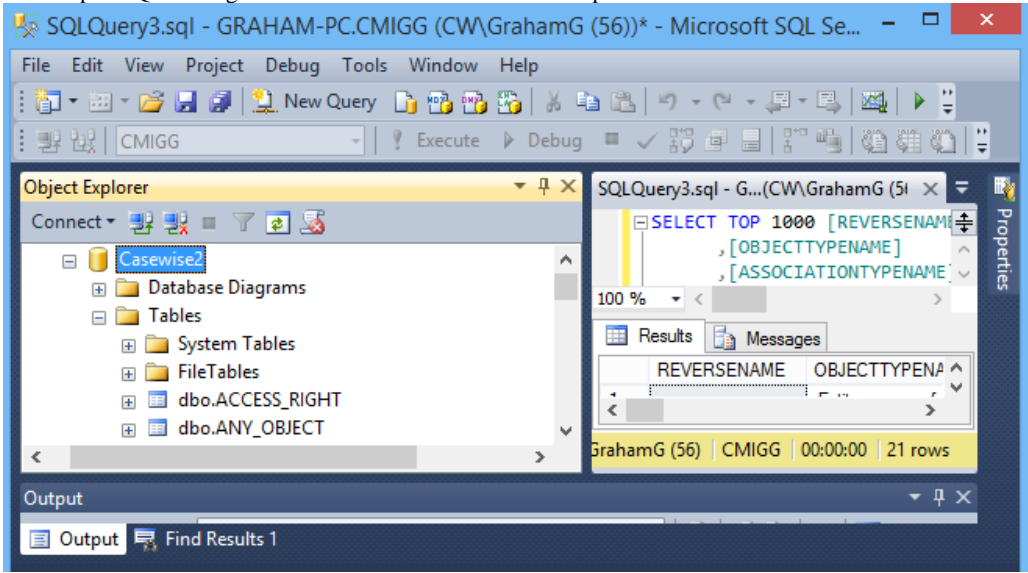 SQLQuery3.sql - GRAHAM-PC.CMIGG (CW\GrahamG (56))* - Microsoft SQL Se...
File Edit View Project Debug Tools Window Help
New Query
CMIGG Execute Debug
Object Explorer
Connect
Casewise2
Database Diagrams
Tables
System Tables
FileTables
dbo.ACCESS_RIGHT
dbo.ANY_OBJECT
SQLQuery3.sql - G...(CW\GrahamG (5
SELECT TOP 1000 [REVERSENAME
,[OBJECTTYPENAME]
,[ASSOCIATIONTYPENAME]
100 %
Results Messages
REVERSENAME OBJECTTYPENA
GrahamG (56) CMIGG 00:00:00 21 rows
Properties
Output
Output Find Results 1